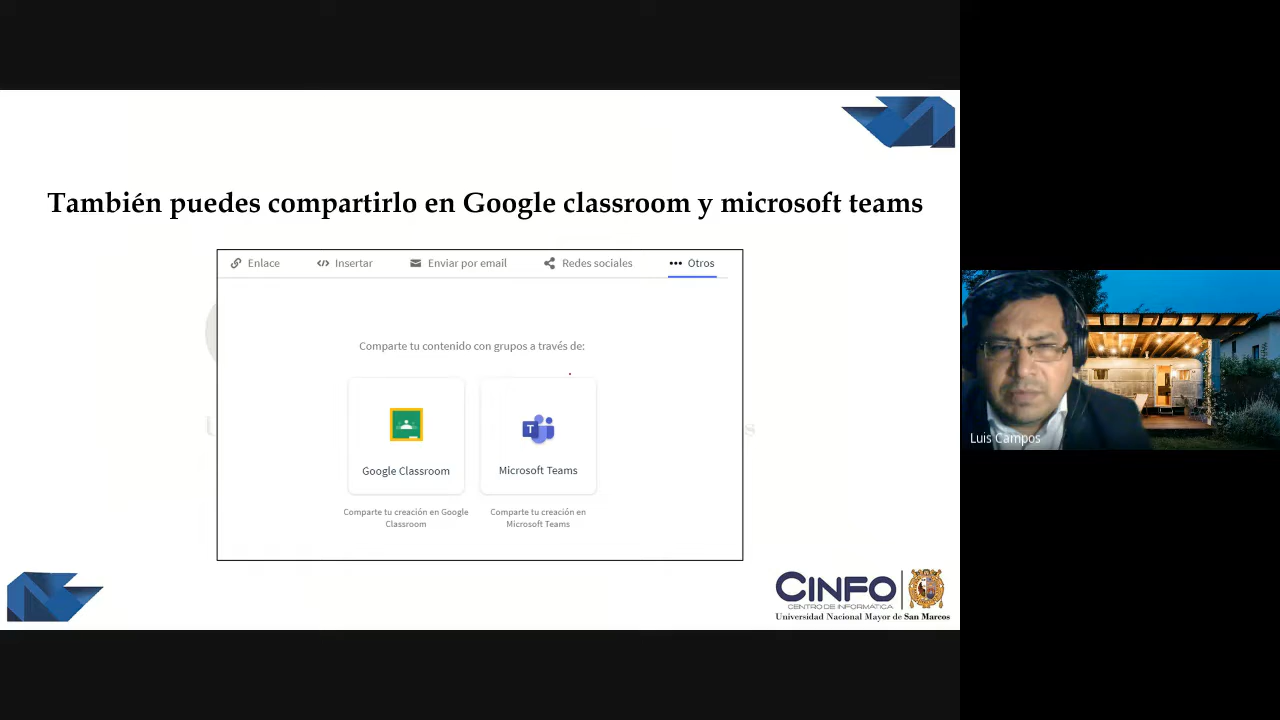 También puedes compartirlo en Google classroom y microsoft teams
Enlace
Insertar
Enviar por email
Redes sociales
Otros
Comparte tu contenido con grupos a través de:
Google Classroom
Microsoft Teams
Comparte tu creación en Google
Classroom
Comparte tu creación en
Microsoft Teams
Luis Campos
CINFO
CENTRO DE INFORMATICA
Universidad Nacional Mayor de San Marcos